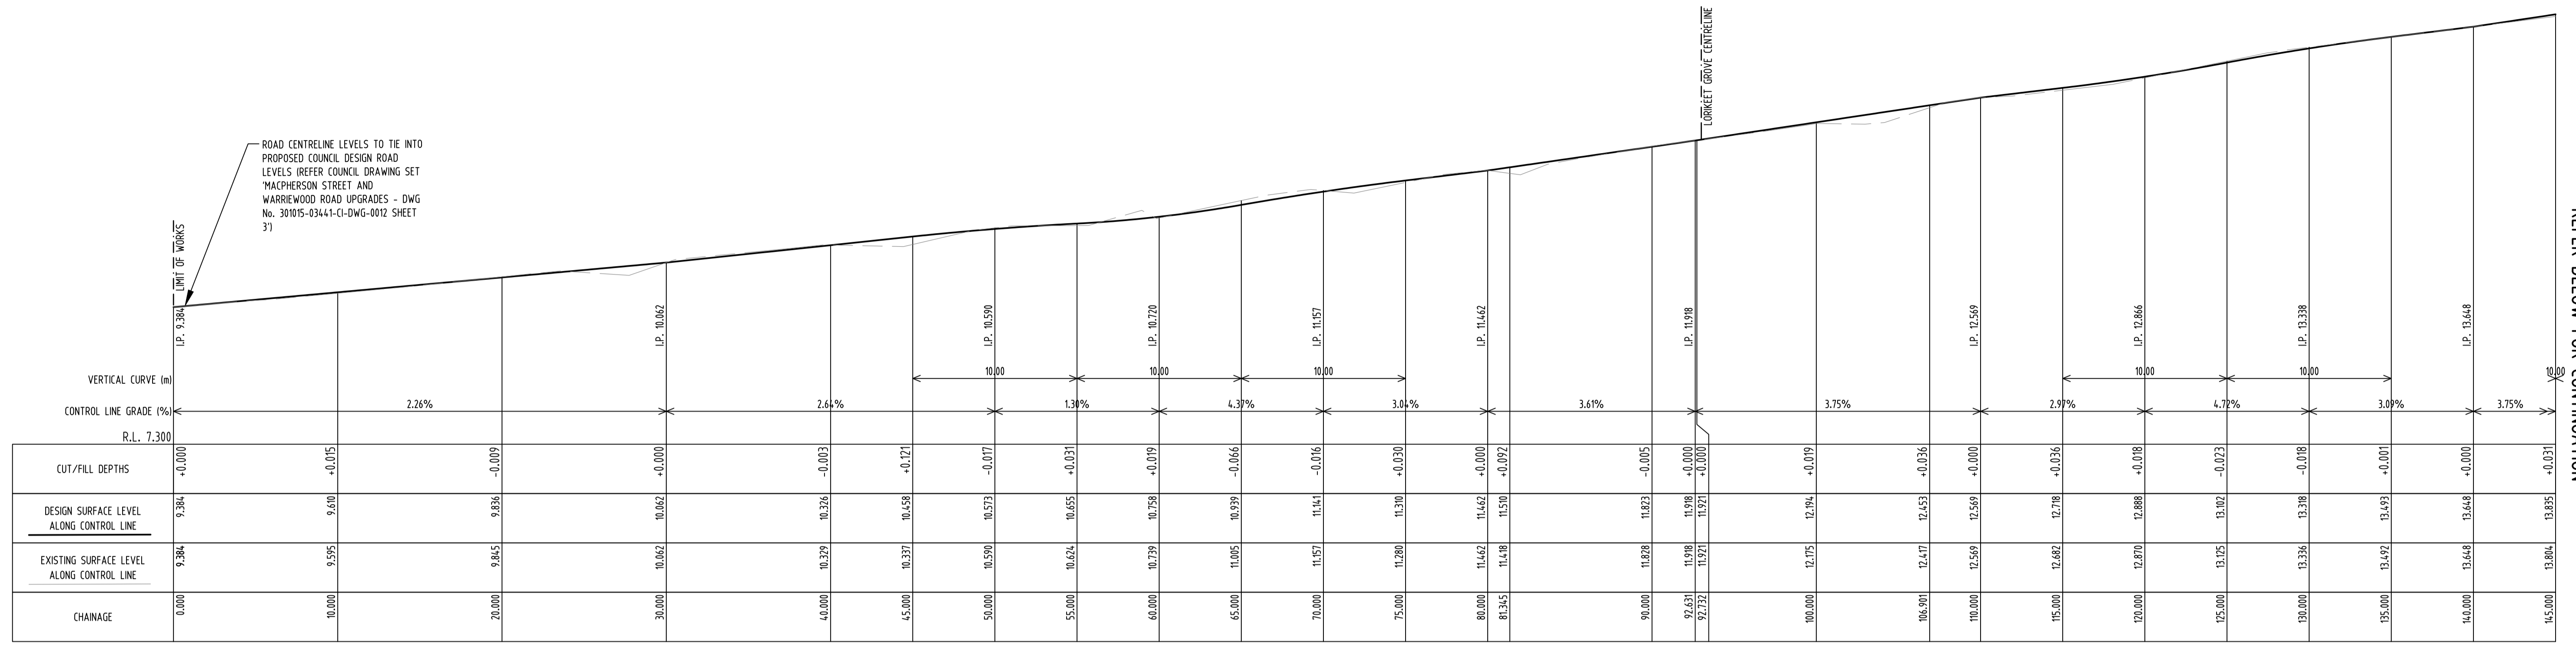 LORIKEET GROVE CENTRELINE
ROAD CENTRELINE LEVELS TO TIE INTO
PROPOSED COUNCIL DESIGN ROAD
LEVELS (REFER COUNCIL DRAWING SET
'MACPHERSON STREET AND
WARRIEWOOD ROAD UPGRADES - DWG
No. 301015-03441-CI-DWG-0012 SHEET
3')
LIMIT OF WORKS
I.P. 9.384 I.P. 10.062 I.P. 10.590 I.P. 10.720 I.P. 11.157 I.P. 11.462 I.P. 11.918 I.P. 12.569 I.P. 12.866 I.P. 13.338 I.P. 13.648
VERTICAL CURVE (m) 10.00 10.00 10.00 10.00 10.00 10.00
CONTROL LINE GRADE (%) 2.26% 2.64% 1.30% 4.37% 3.04% 3.61% 3.75% 2.97% 4.72% 3.09% 3.75%
R.L. 7.300
CUT/FILL DEPTHS +0.000 +0.015 -0.009 +0.000 -0.003 +0.121 -0.017 +0.031 +0.019 -0.066 -0.016 +0.030 +0.000 +0.092 -0.005 +0.000 +0.000 +0.019 +0.036 +0.000 +0.036 +0.018 -0.023 -0.018 +0.001 +0.000 +0.031
DESIGN SURFACE LEVEL
ALONG CONTROL LINE
9.384 9.610 9.836 10.062 10.326 10.458 10.573 10.655 10.758 10.939 11.141 11.310 11.462 11.510 11.823 11.918 11.921 12.194 12.453 12.569 12.718 12.888 13.102 13.318 13.493 13.648 13.835
EXISTING SURFACE LEVEL
ALONG CONTROL LINE
9.384 9.595 9.845 10.062 10.329 10.337 10.590 10.624 10.739 11.005 11.157 11.280 11.462 11.418 11.828 11.918 11.921 12.175 12.417 12.569 12.682 12.870 13.125 13.336 13.492 13.648 13.804
CHAINAGE 0.000 10.000 20.000 30.000 40.000 45.000 50.000 55.000 60.000 65.000 70.000 75.000 80.000 81.345 90.000 92.631 92.732 100.000 106.901 110.000 115.000 120.000 125.000 130.000 135.000 140.000 145.000